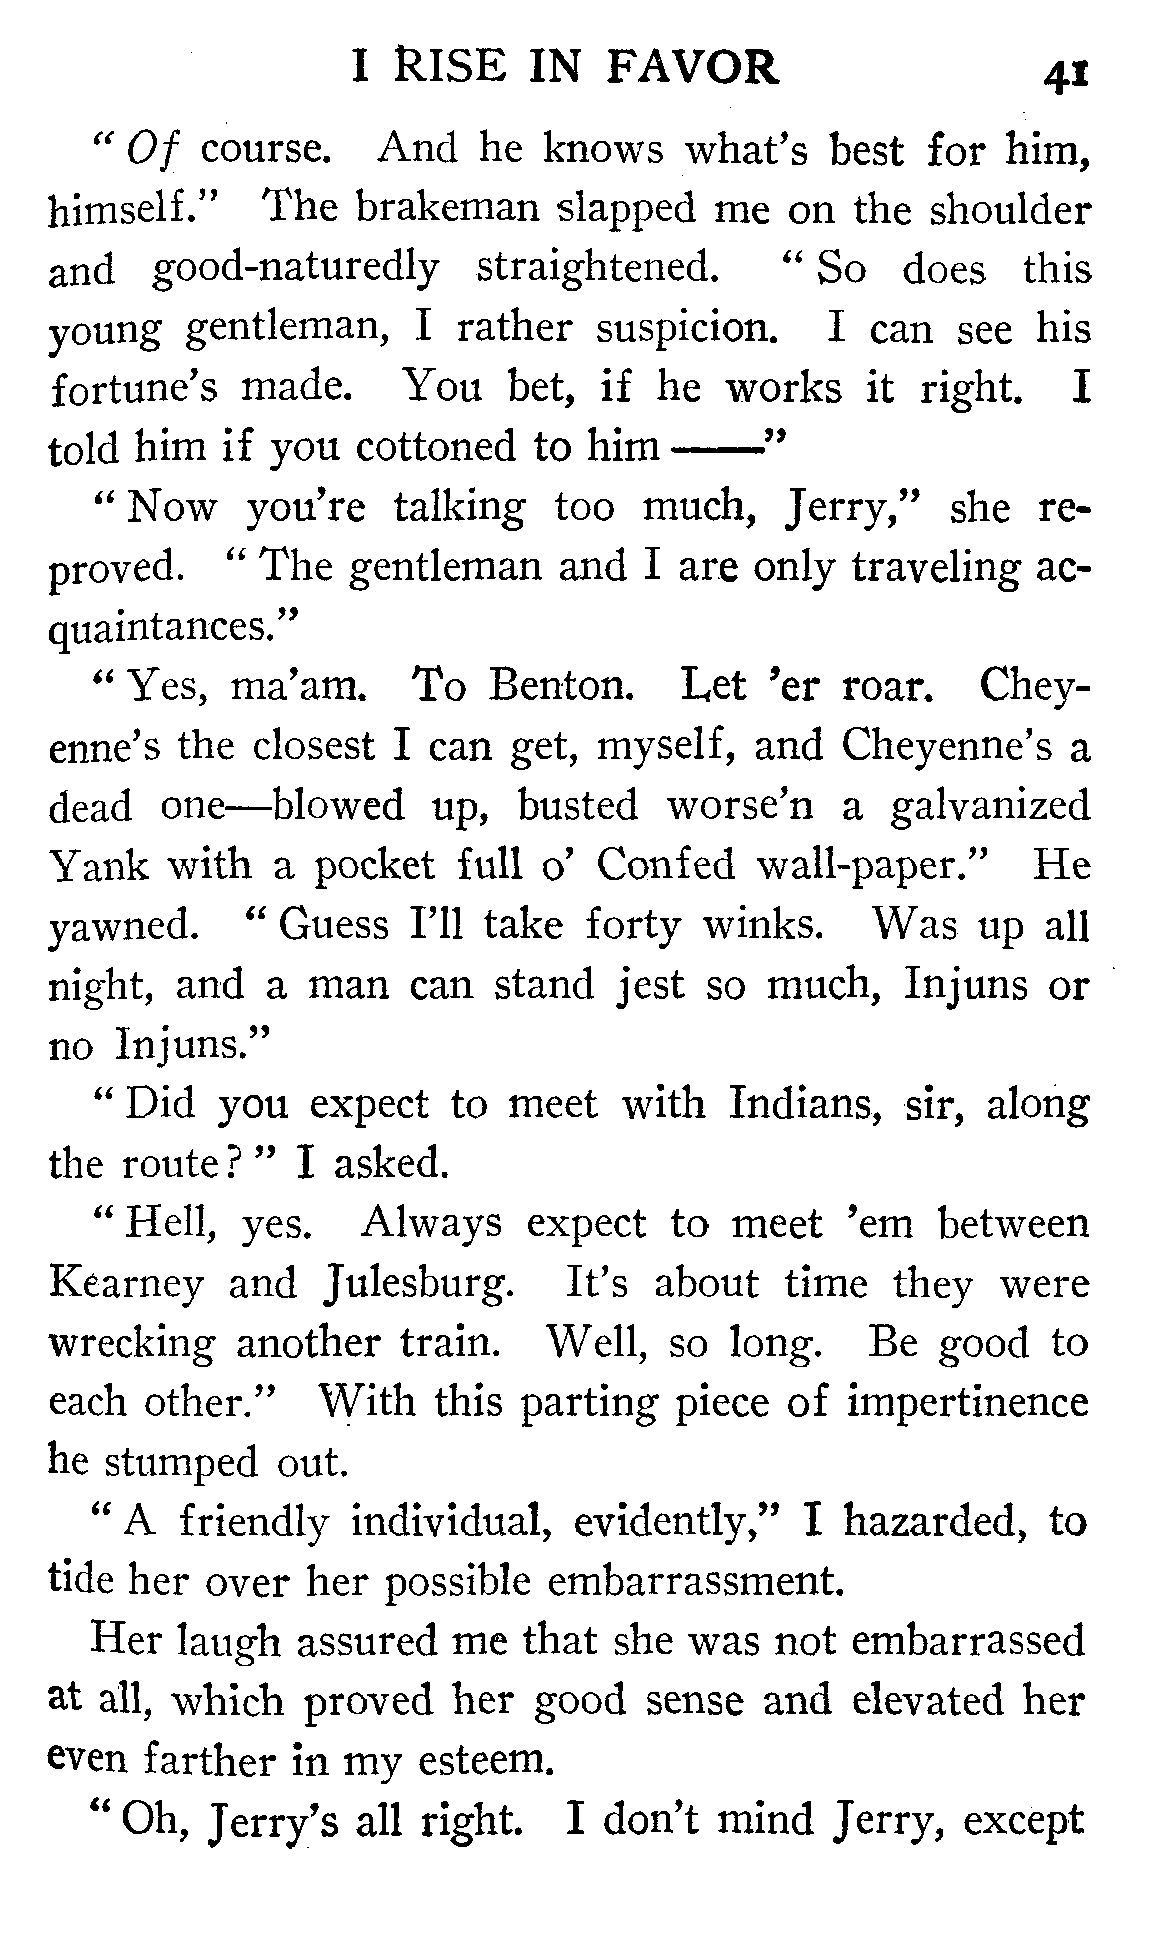 I RISE IN FAVOR 41
“ Of course. And he knows what’s best for him,
himself.” The brakeman slapped me on the shoulder
and good-naturedly straightened. “ So does this
young gentleman, I rather suspicion. I can see his
fortune’s made. You bet, if he works it right. I
told him if you cottoned to him ——”
“ Now you’re talking too much, Jerry,” she re-
proved. “ The gentleman and I are only traveling ac-
quaintances.”
“ Yes, ma’am. To Benton. Let ’er roar. Chey-
enne’s the closest I can get, myself, and Cheyenne’s a
dead one—blowed up, busted worse’n a galvanized
Yank with a pocket full o’ Confed wall-paper.” He
yawned. “ Guess I’ll take forty winks. Was up all
night, and a man can stand jest so much, Injuns or
no Injuns.”
“ Did you expect to meet with Indians, sir, along
the route? ” I asked.
“ Hell, yes. Always expect to meet ’em between
Kearney and Julesburg. It’s about time they were
wrecking another train. Well, so long. Be good to
each other.” With this parting piece of impertinence
he stumped out.
“ A friendly individual, evidently,” I hazarded, to
tide her over her possible embarrassment.
Her laugh assured me that she was not embarrassed
at all, which proved her good sense and elevated her
even farther in my esteem.
“ Oh, Jerry’s all right. I don’t mind Jerry, except